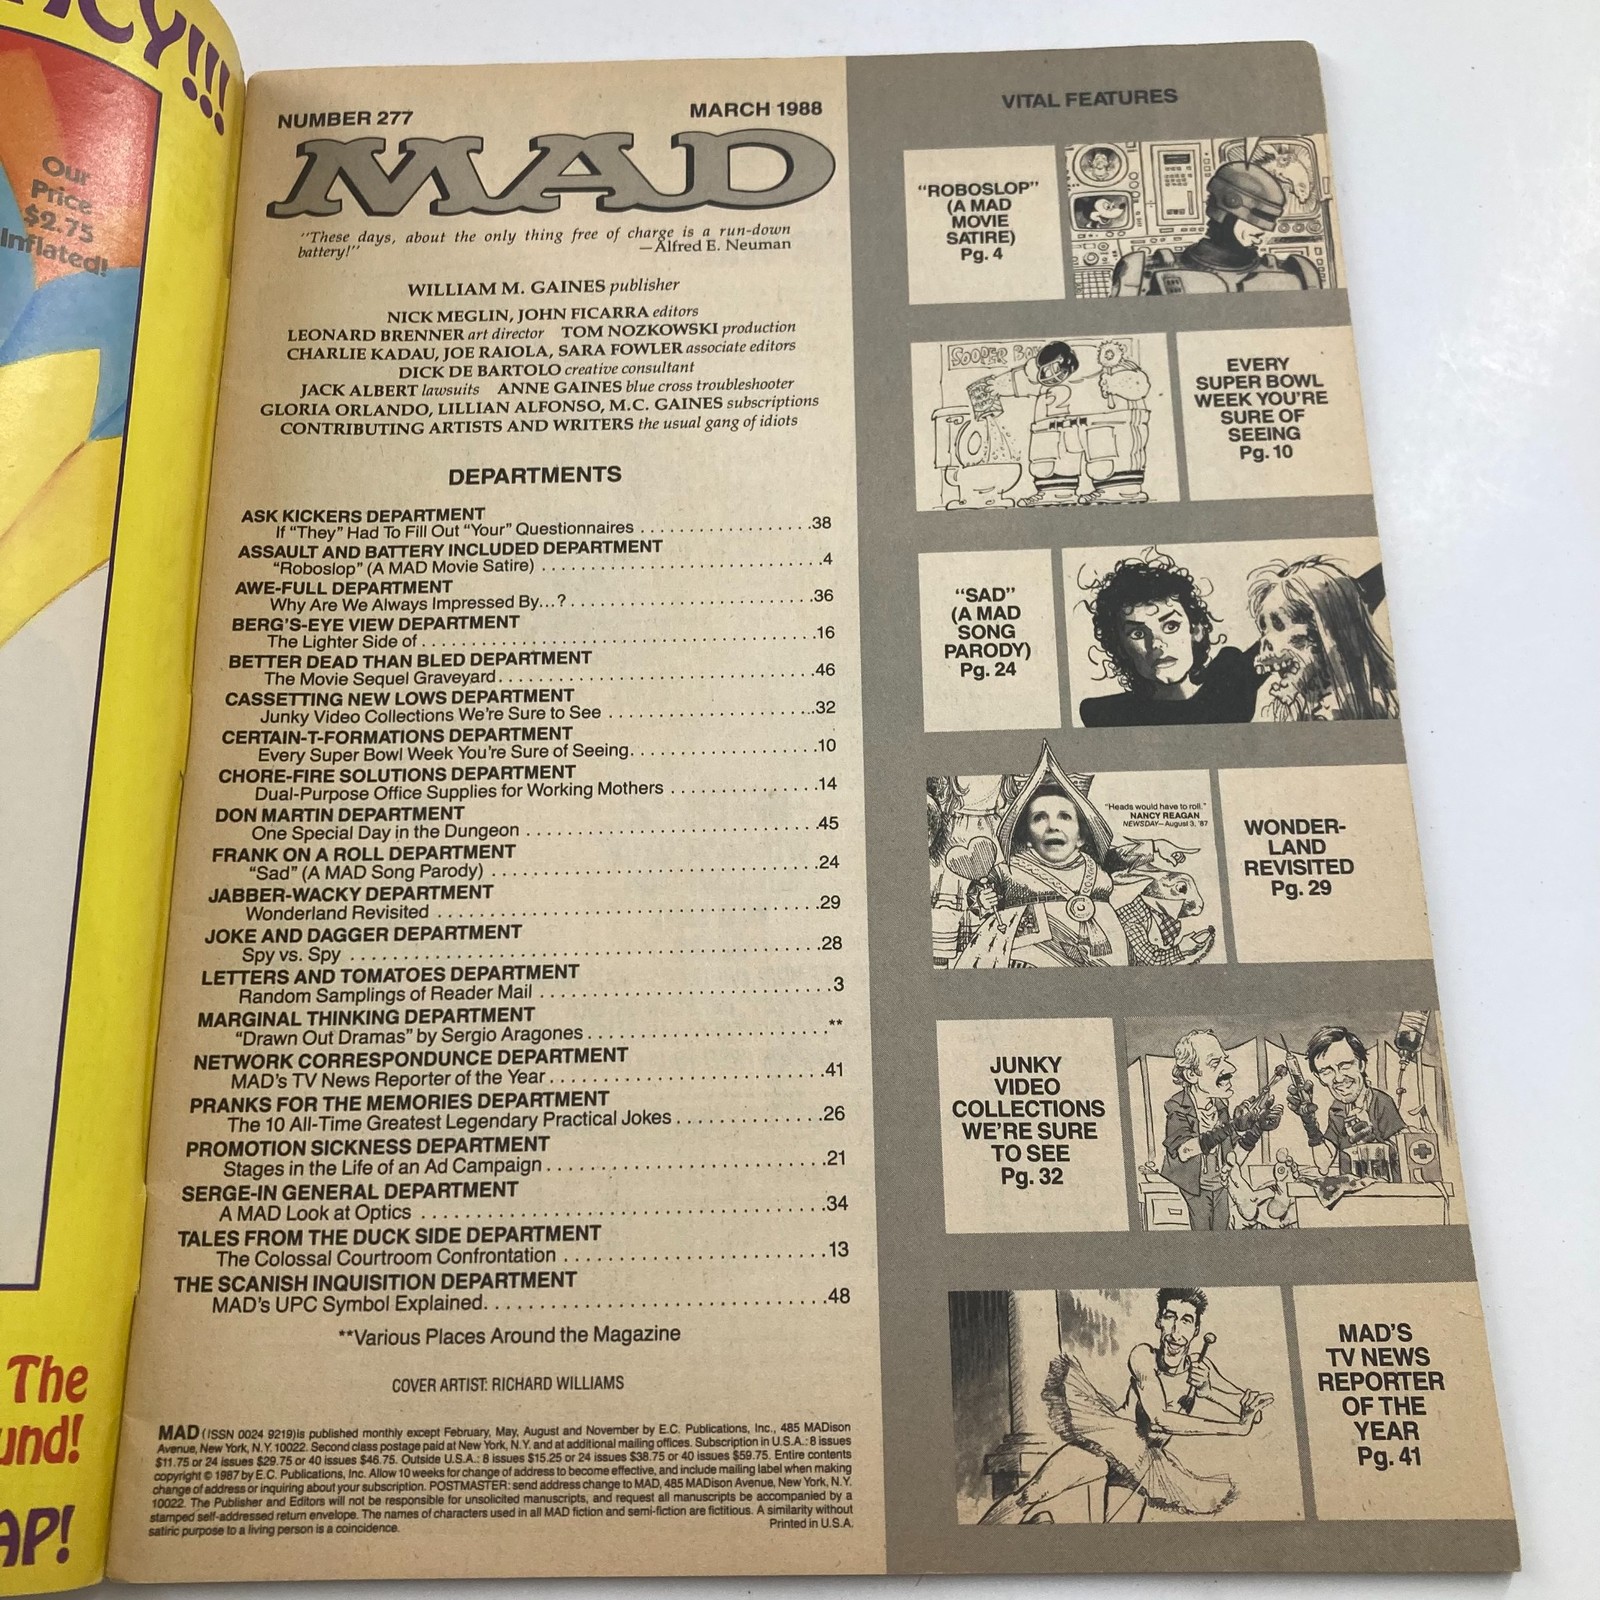 CY!!!
Our
Price
$2.75
Inflated!
The
und!
AP!
NUMBER 277
MARCH 1988
MAD
"These days, about the only thing free of charge is a run-down
battery!"
—Alfred E. Neuman
WILLIAM M. GAINES publisher
NICK MEGLIN, JOHN FICARRA editors
LEONARD BRENNER art director TOM NOZKOWSKI production
CHARLIE KADAU, JOE RAIOLA, SARA FOWLER associate editors
DICK DE BARTOLO creative consultant
JACK ALBERT lawsuits ANNE GAINES blue cross troubleshooter
GLORIA ORLANDO, LILLIAN ALFONSO, M.C. GAINES subscriptions
CONTRIBUTING ARTISTS AND WRITERS the usual gang of idiots
DEPARTMENTS
ASK KICKERS DEPARTMENT
If "They" Had To Fill Out "Your" Questionnaires . . . . . . . . . . 38
ASSAULT AND BATTERY INCLUDED DEPARTMENT
"Roboslop" (A MAD Movie Satire) . . . . . . . . . . 4
AWE-FULL DEPARTMENT
Why Are We Always Impressed By...? . . . . . . . . . . 36
BERG'S-EYE VIEW DEPARTMENT
The Lighter Side of . . . . . . . . . . 16
BETTER DEAD THAN BLED DEPARTMENT
The Movie Sequel Graveyard . . . . . . . . . . 46
CASSETTING NEW LOWS DEPARTMENT
Junky Video Collections We're Sure to See . . . . . . . . . . 32
CERTAIN-T-FORMATIONS DEPARTMENT
Every Super Bowl Week You're Sure of Seeing . . . . . . . . . . 10
CHORE-FIRE SOLUTIONS DEPARTMENT
Dual-Purpose Office Supplies for Working Mothers . . . . . . . . . . 14
DON MARTIN DEPARTMENT
One Special Day in the Dungeon . . . . . . . . . . 45
FRANK ON A ROLL DEPARTMENT
"Sad" (A MAD Song Parody) . . . . . . . . . . 24
JABBER-WACKY DEPARTMENT
Wonderland Revisited . . . . . . . . . . 29
JOKE AND DAGGER DEPARTMENT
Spy vs. Spy . . . . . . . . . . 28
LETTERS AND TOMATOES DEPARTMENT
Random Samplings of Reader Mail . . . . . . . . . . 3
MARGINAL THINKING DEPARTMENT
"Drawn Out Dramas" by Sergio Aragones . . . . . . . . . . **
NETWORK CORRESPONDUNCE DEPARTMENT
MAD's TV News Reporter of the Year . . . . . . . . . . 41
PRANKS FOR THE MEMORIES DEPARTMENT
The 10 All-Time Greatest Legendary Practical Jokes . . . . . . . . . . 26
PROMOTION SICKNESS DEPARTMENT
Stages in the Life of an Ad Campaign . . . . . . . . . . 21
SERGE-IN GENERAL DEPARTMENT
A MAD Look at Optics . . . . . . . . . . 34
TALES FROM THE DUCK SIDE DEPARTMENT
The Colossal Courtroom Confrontation . . . . . . . . . . 13
THE SCANISH INQUISITION DEPARTMENT
MAD's UPC Symbol Explained . . . . . . . . . . 48
**Various Places Around the Magazine
COVER ARTIST: RICHARD WILLIAMS
MAD (ISSN 0024 9219) is published monthly except February, May, August and November by E.C. Publications, Inc., 485 MADison
Avenue, New York, N.Y. 10022. Second class postage paid at New York, N.Y. and at additional mailing offices. Subscription in U.S.A.: 8 issues
$11.75 or 24 issues $29.75 or 40 issues $46.75. Outside U.S.A.: 8 issues $15.25 or 24 issues $38.75 or 40 issues $59.75. Entire contents
copyright © 1987 by E.C. Publications, Inc. Allow 10 weeks for change of address to become effective, and include mailing label when making
change of address or inquiring about your subscription. POSTMASTER: send address change to MAD, 485 MADison Avenue, New York, N.Y.
10022. The Publisher and Editors will not be responsible for unsolicited manuscripts, and request all manuscripts be accompanied by a
stamped self-addressed return envelope. The names of characters used in all MAD fiction and semi-fiction are fictitious. A similarity without
satiric purpose to a living person is a coincidence.
Printed in U.S.A.
VITAL FEATURES
"ROBOSLOP"
(A MAD
MOVIE
SATIRE)
Pg. 4
SOOPER BO
2
EVERY
SUPER BOWL
WEEK YOU'RE
SURE OF
SEEING
Pg. 10
"SAD"
(A MAD
SONG
PARODY)
Pg. 24
"Heads would have to roll."
NANCY REAGAN
NEWSDAY—August 3, '87
WONDER-
LAND
REVISITED
Pg. 29
JUNKY
VIDEO
COLLECTIONS
WE'RE SURE
TO SEE
Pg. 32
MAD'S
TV NEWS
REPORTER
OF THE
YEAR
Pg. 41